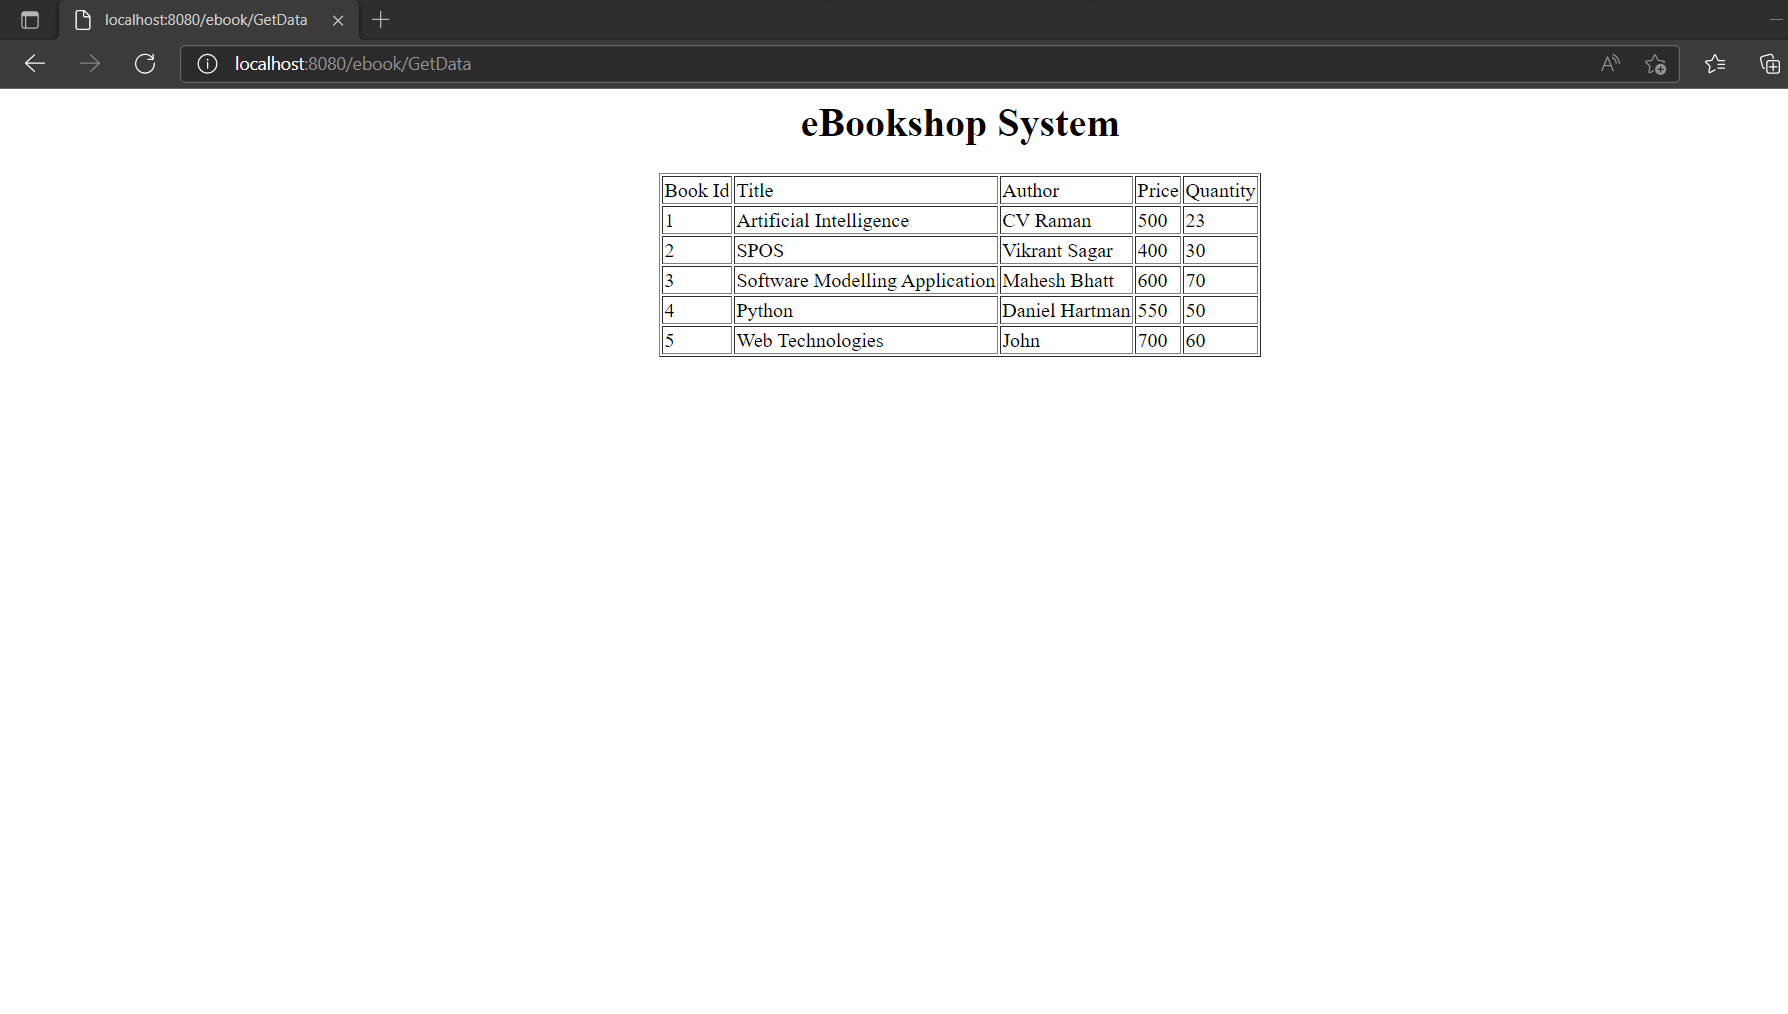 localhost:8080/ebook/GetData
localhost:8080/ebook/GetData
eBookshop System
Book Id Title Author Price Quantity
1 Artificial Intelligence CV Raman 500 23
2 SPOS Vikrant Sagar 400 30
3 Software Modelling Application Mahesh Bhatt 600 70
4 Python Daniel Hartman 550 50
5 Web Technologies John 700 60